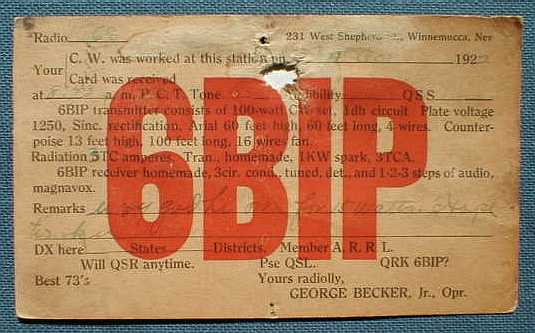 Radio 231 West Shepherd Winnemucca, Nev
C. W. was worked at this station on 192
Your
Card was received
at a. m. P. C. T. Tone QSS.
6BIP transmitter consists of 100-watt CW set, 1db circuit Plate voltage
1250, Sinc. rectification, Arial 60 feet high, 60 feet long, 4 wires. Counter-
poise 13 feet high, 100 feet long, 16 wires fan.
Radiation 5TC amperes. Tran., homemade, 1KW spark, 3TCA.
6BIP receiver homemade, 3cir. cond., tuned, det., and 1-2-3 steps of audio,
magnavox.
Remarks
DX here States Districts, Member A. R. R. L.
Will QSR anytime. Pse QSL. QRK 6BIP?
Best 73's Yours radiolly,
GEORGE BECKER, Jr., Opr.
6BIP